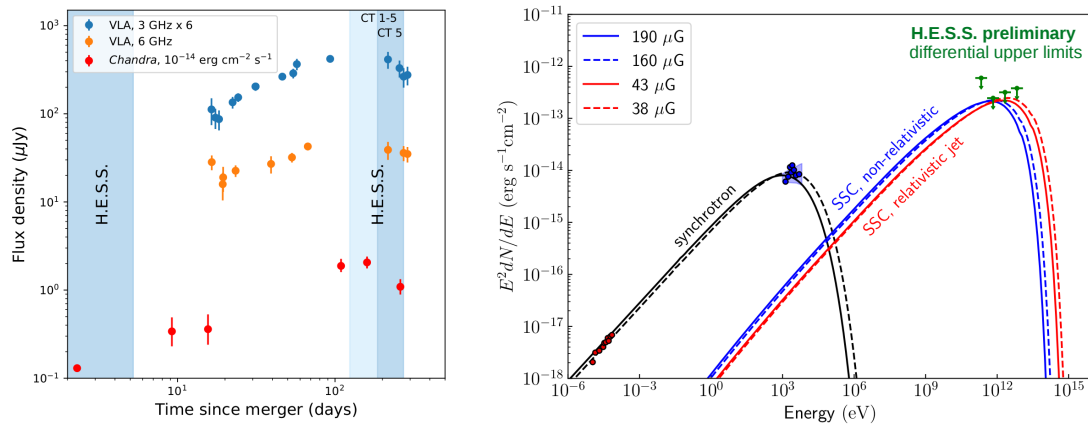 VLA, 3 GHz x 6
VLA, 6 GHz
Chandra, 10⁻¹⁴ erg cm⁻² s⁻¹
CT 1-5
CT 5
H.E.S.S.
H.E.S.S.
Flux density (μJy)
10³
10²
10¹
10⁰
10⁻¹
10¹
10²
Time since merger (days)
190 μG
160 μG
43 μG
38 μG
H.E.S.S. preliminary
differential upper limits
synchrotron
SSC, non-relativistic
SSC, relativistic jet
E²dN/dE (erg s⁻¹cm⁻²)
10⁻¹¹
10⁻¹²
10⁻¹³
10⁻¹⁴
10⁻¹⁵
10⁻¹⁶
10⁻¹⁷
10⁻¹⁸
10⁻⁶
10⁻³
10⁰
10³
10⁶
10⁹
10¹²
10¹⁵
Energy (eV)